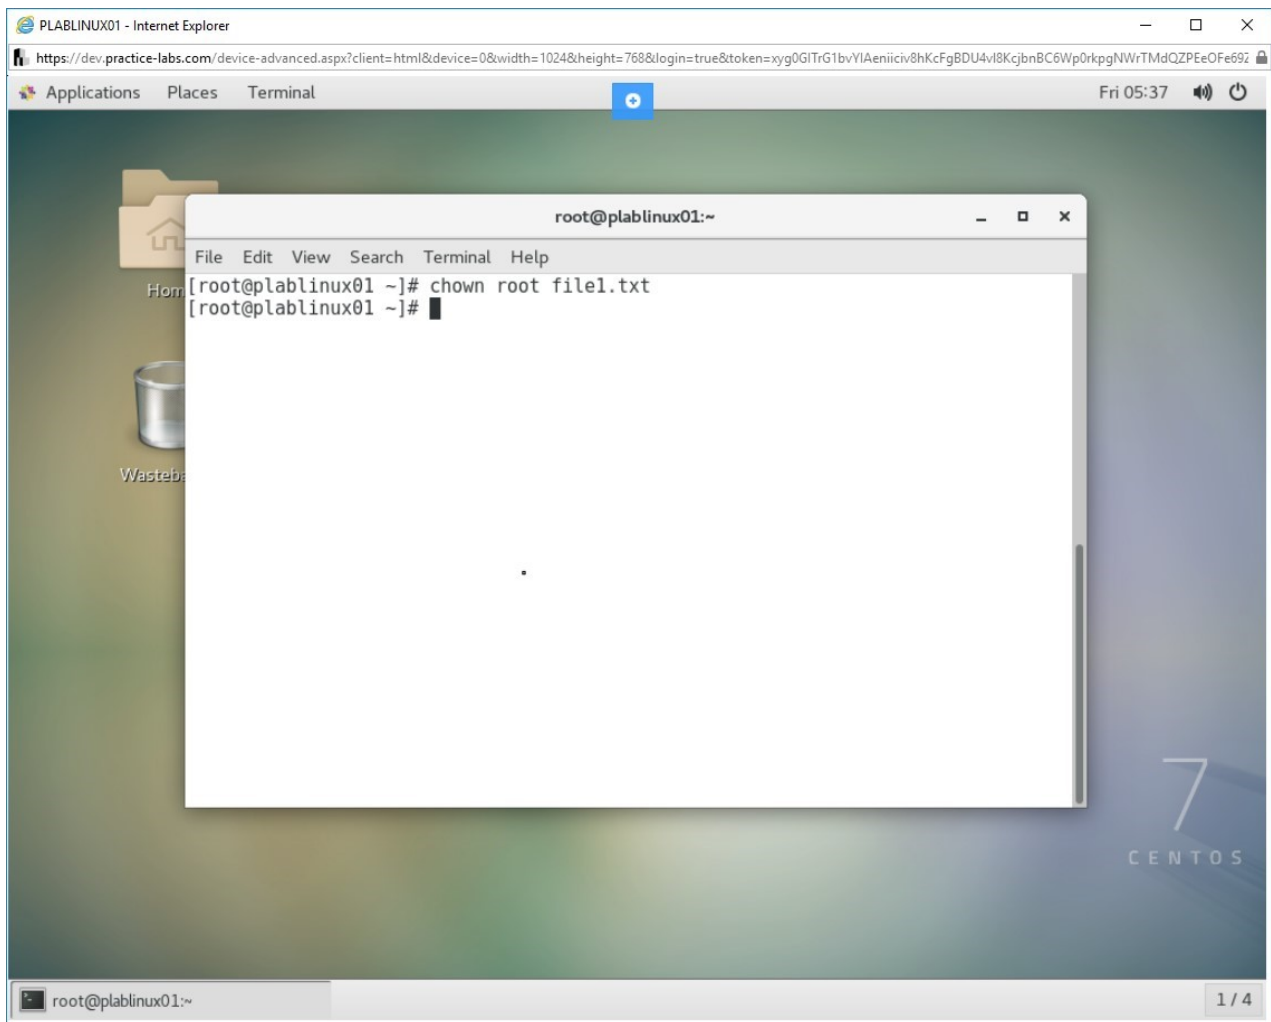 PLABLINUX01 - Internet Explorer
https://dev.practice-labs.com/device-advanced.aspx?client=html&device=0&width=1024&height=768&login=true&token=
Applications Places Terminal Fri 05:37
root@plablinux01:~
File Edit View Search Terminal Help
[root@plablinux01 ~]# chown root file1.txt
[root@plablinux01 ~]#
Hom
Wasteb
7
CENTOS
root@plablinux01:~
1 / 4